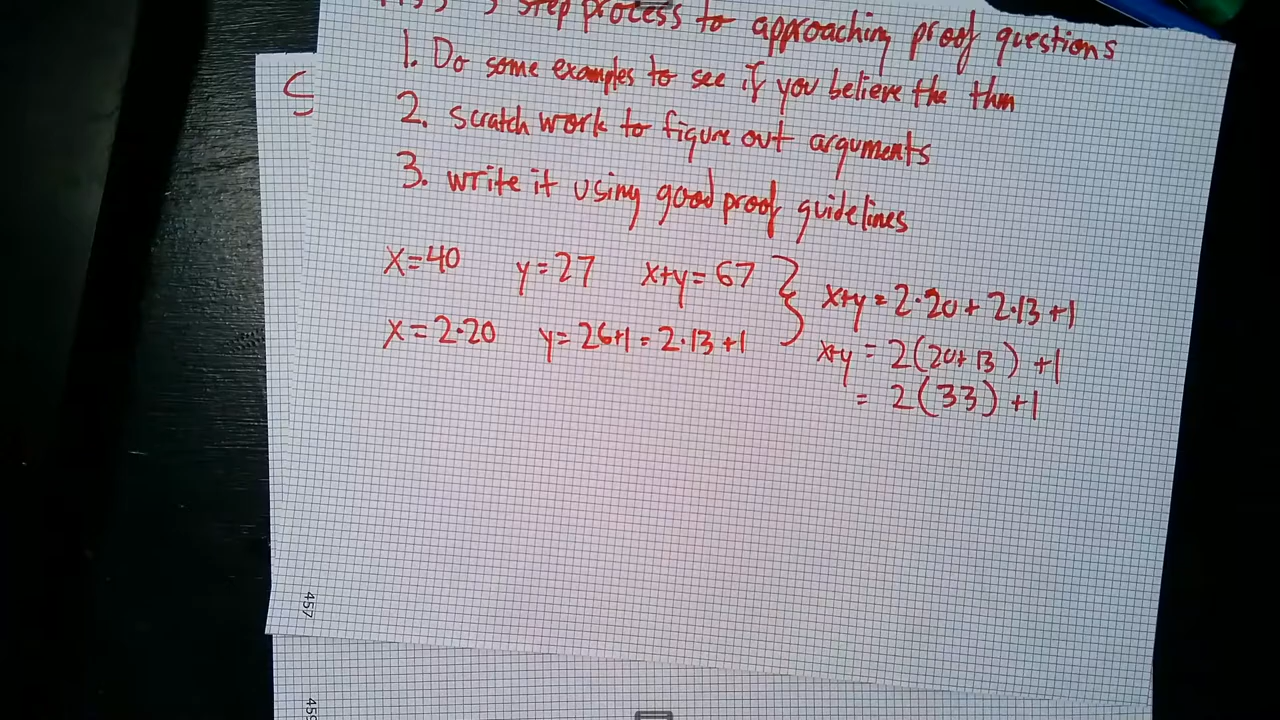 step process to approaching proof questions
1. Do some examples to see if you believe the thm
2. scratch work to figure out arguments
3. write it using good proof guidelines
x=40 y=27 x+y=67 } x+y = 2·20 + 2·13 +1
x=2·20 y=26+1=2·13+1 x+y = 2(20+13) +1
= 2(33) +1
457